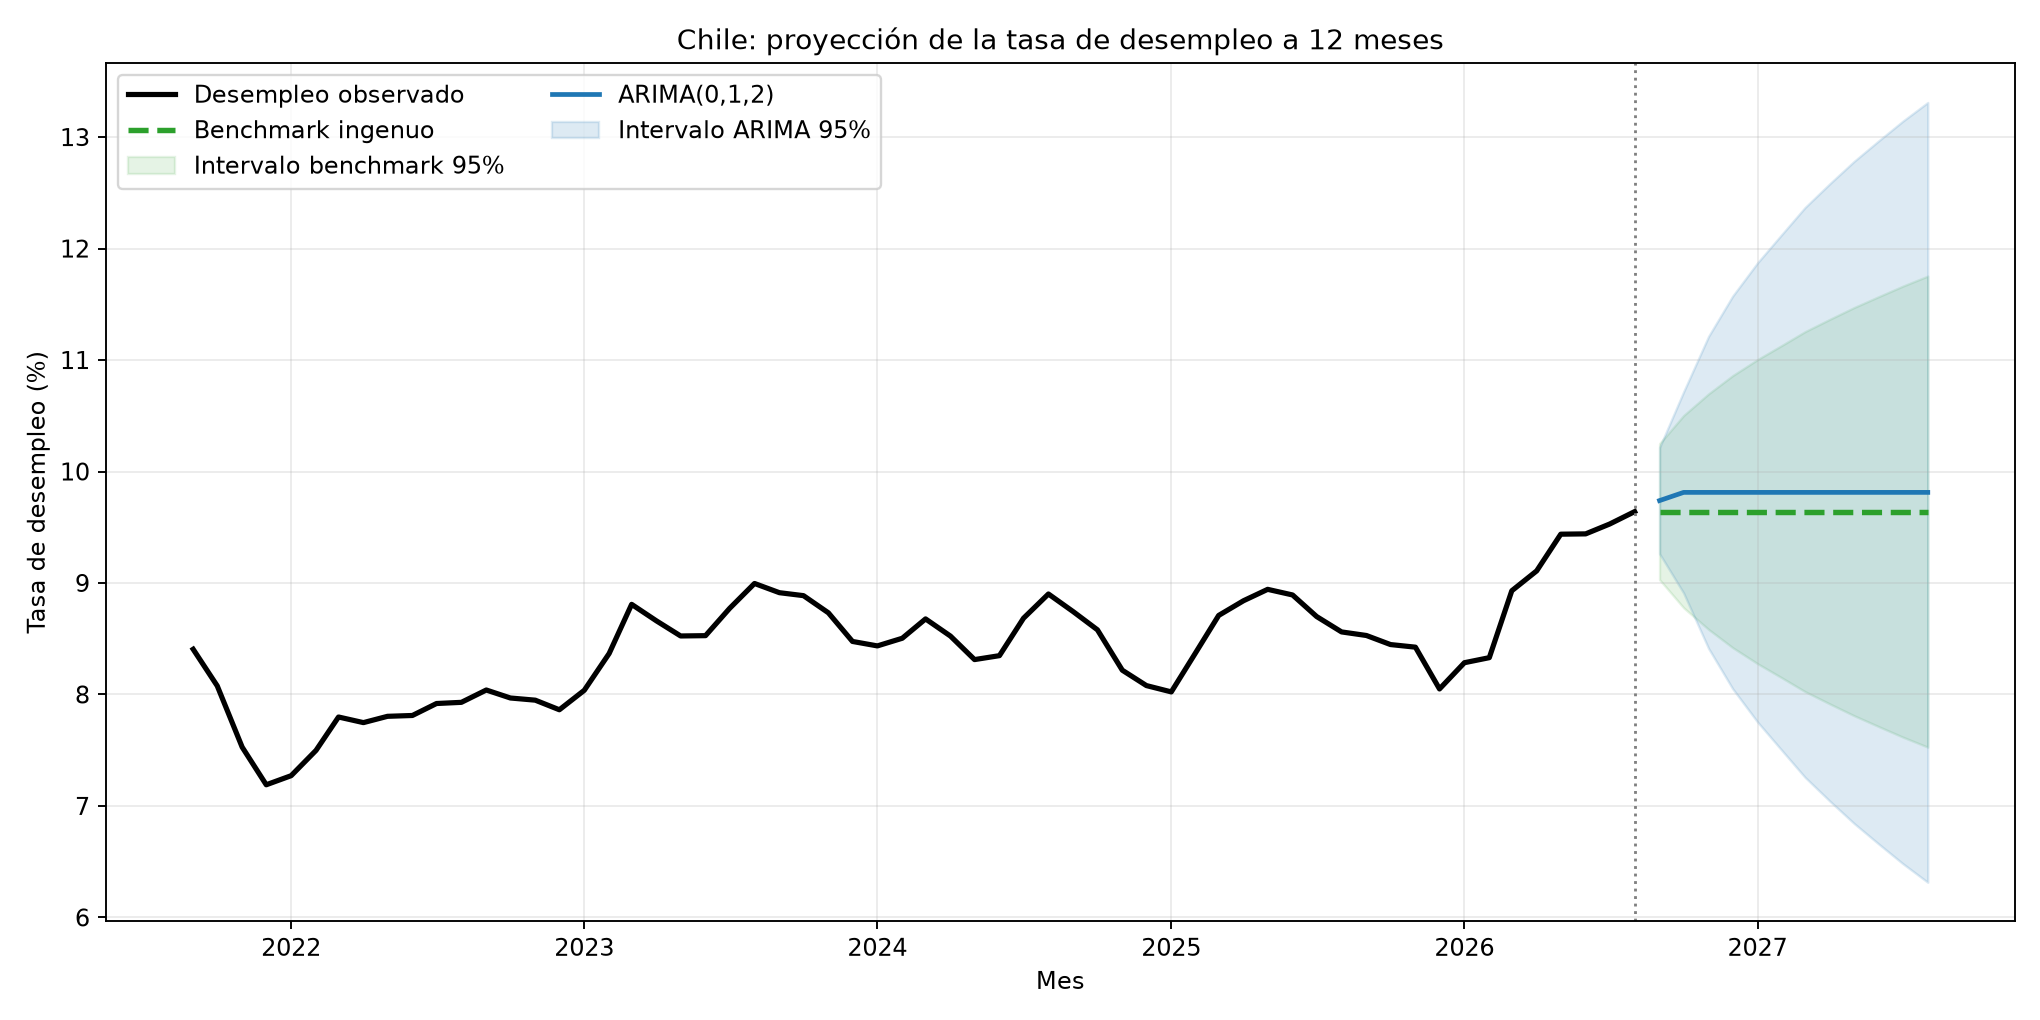 Chile: proyección de la tasa de desempleo a 12 meses
Desempleo observado
Benchmark ingenuo
Intervalo benchmark 95%
ARIMA(0,1,2)
Intervalo ARIMA 95%
Tasa de desempleo (%)
13
12
11
10
9
8
7
6
2022
2023
2024
2025
2026
2027
Mes